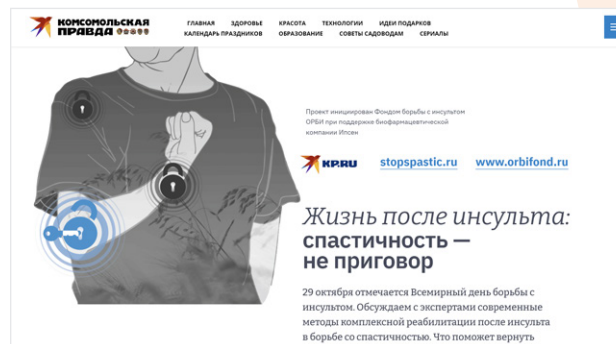 КОМСОМОЛЬСКАЯ
ПРАВДА
ГЛАВНАЯ ЗДОРОВЬЕ КРАСОТА ТЕХНОЛОГИИ ИДЕИ ПОДАРКОВ
КАЛЕНДАРЬ ПРАЗДНИКОВ ОБРАЗОВАНИЕ СОВЕТЫ САДОВОДАМ СЕРИАЛЫ
Проект инициирован Фондом борьбы с инсультом
ОРБИ при поддержке биофармацевтической
компании Ипсен
KP.RU stopspastic.ru www.orbifond.ru
Жизнь после инсульта:
спастичность —
не приговор
29 октября отмечается Всемирный день борьбы с
инсультом. Обсуждаем с экспертами современные
методы комплексной реабилитации после инсульта
в борьбе со спастичностью. Что поможет вернуть